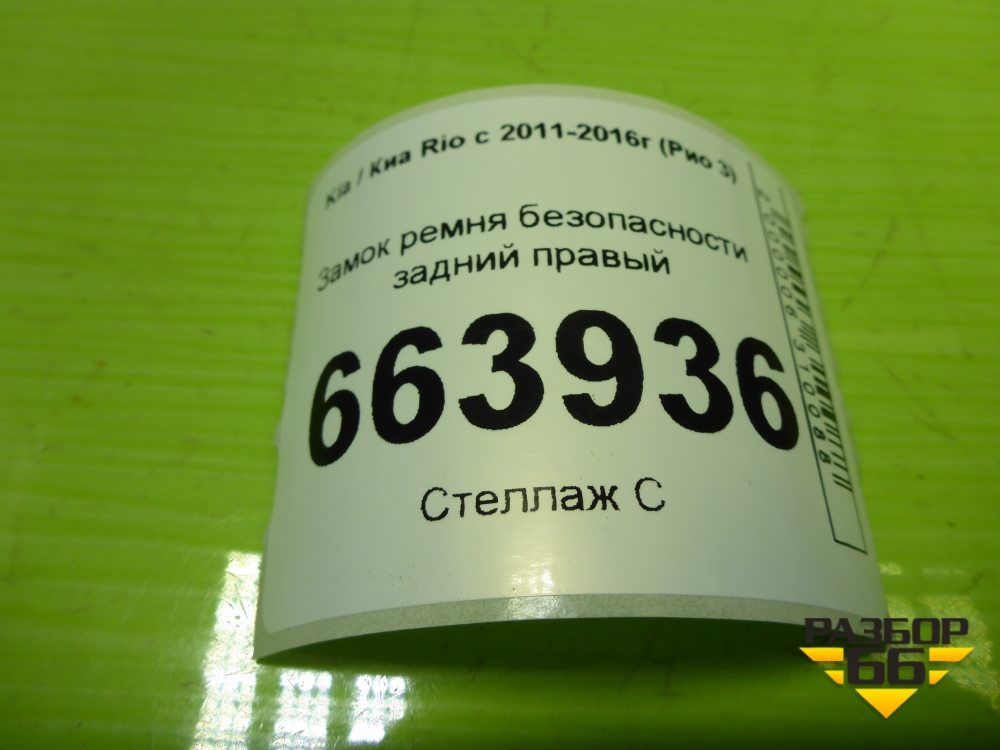 Kia / Киа Rio с 2011-2016г (Рио 3)
Замок ремня безопасности
задний правый
663936
Стеллаж С
РАЗБОР
66